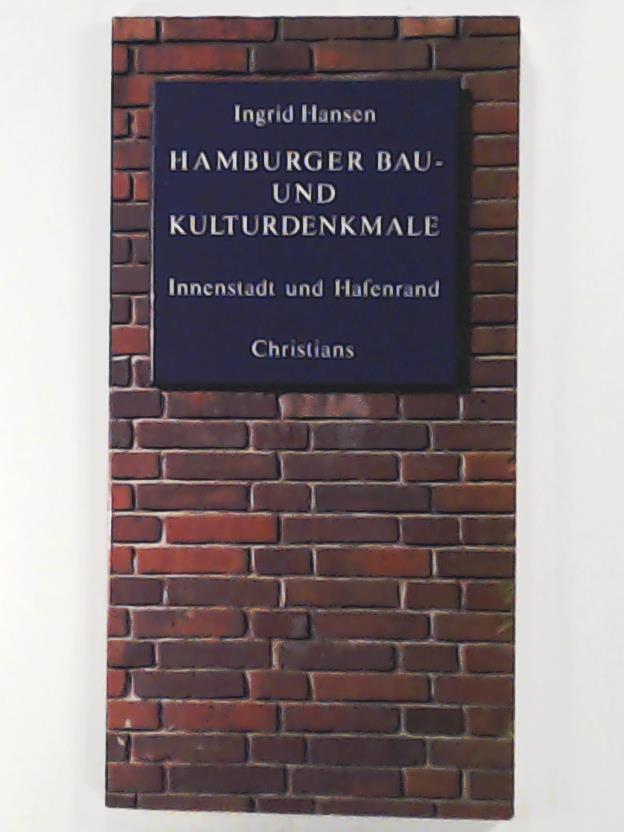 Ingrid Hansen
HAMBURGER BAU-
UND
KULTURDENKMALE
Innenstadt und Hafenrand
Christians